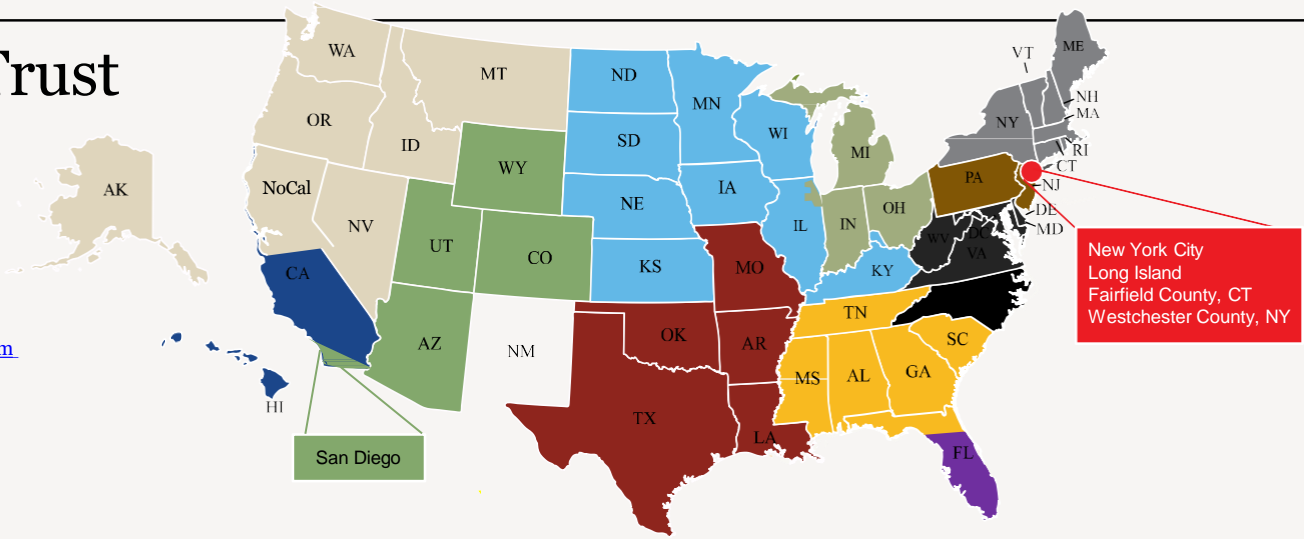 Trust
m
WA
MT
ND
MN
VT
ME
OR
ID
SD
WI
MI
NY
NH
MA
RI
CT
AK
NoCal
NV
WY
NE
IA
IL
IN
OH
PA
NJ
DE
MD
UT
CO
KS
MO
KY
WV
DC
VA
CA
AZ
NM
OK
AR
TN
SC
MS
AL
GA
TX
LA
FL
HI
San Diego
New York City
Long Island
Fairfield County, CT
Westchester County, NY